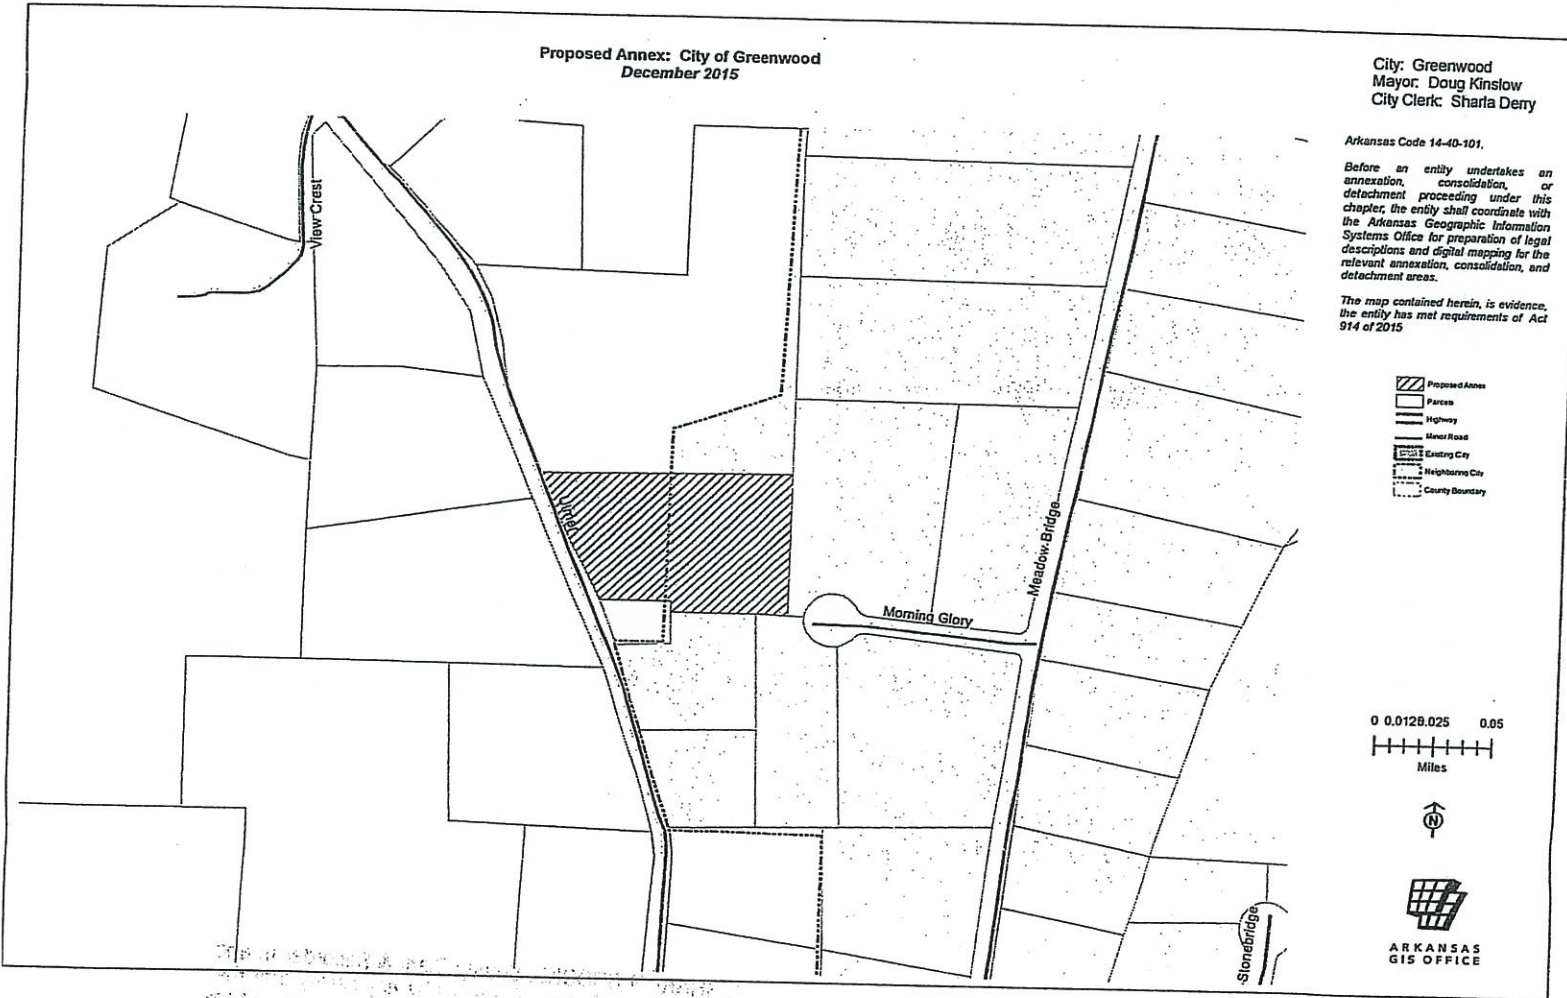 Proposed Annex: City of Greenwood
December 2015
City: Greenwood
Mayor: Doug Kinslow
City Clerk: Sharla Derry
Arkansas Code 14-40-101.
Before an entity undertakes an
annexation, consolidation, or
detachment proceeding under this
chapter, the entity shall coordinate with
the Arkansas Geographic Information
Systems Office for preparation of legal
descriptions and digital mapping for the
relevant annexation, consolidation, and
detachment areas.
The map contained herein, is evidence,
the entity has met requirements of Act
914 of 2015
Proposed Annex
Parcels
Highway
Minor Road
Existing City
Neighboring City
County Boundary
View Crest
Ulmer
Meadow Bridge
Morning Glory
Stonebridge
0 0.0125 0.025 0.05
Miles
N
ARKANSAS
GIS OFFICE